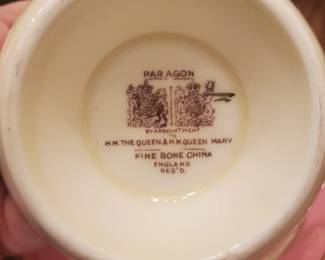 PARAGON
BY APPOINTMENT
TO
H.M. THE QUEEN & H.M. QUEEN MARY
FINE BONE CHINA
ENGLAND
REG'D.